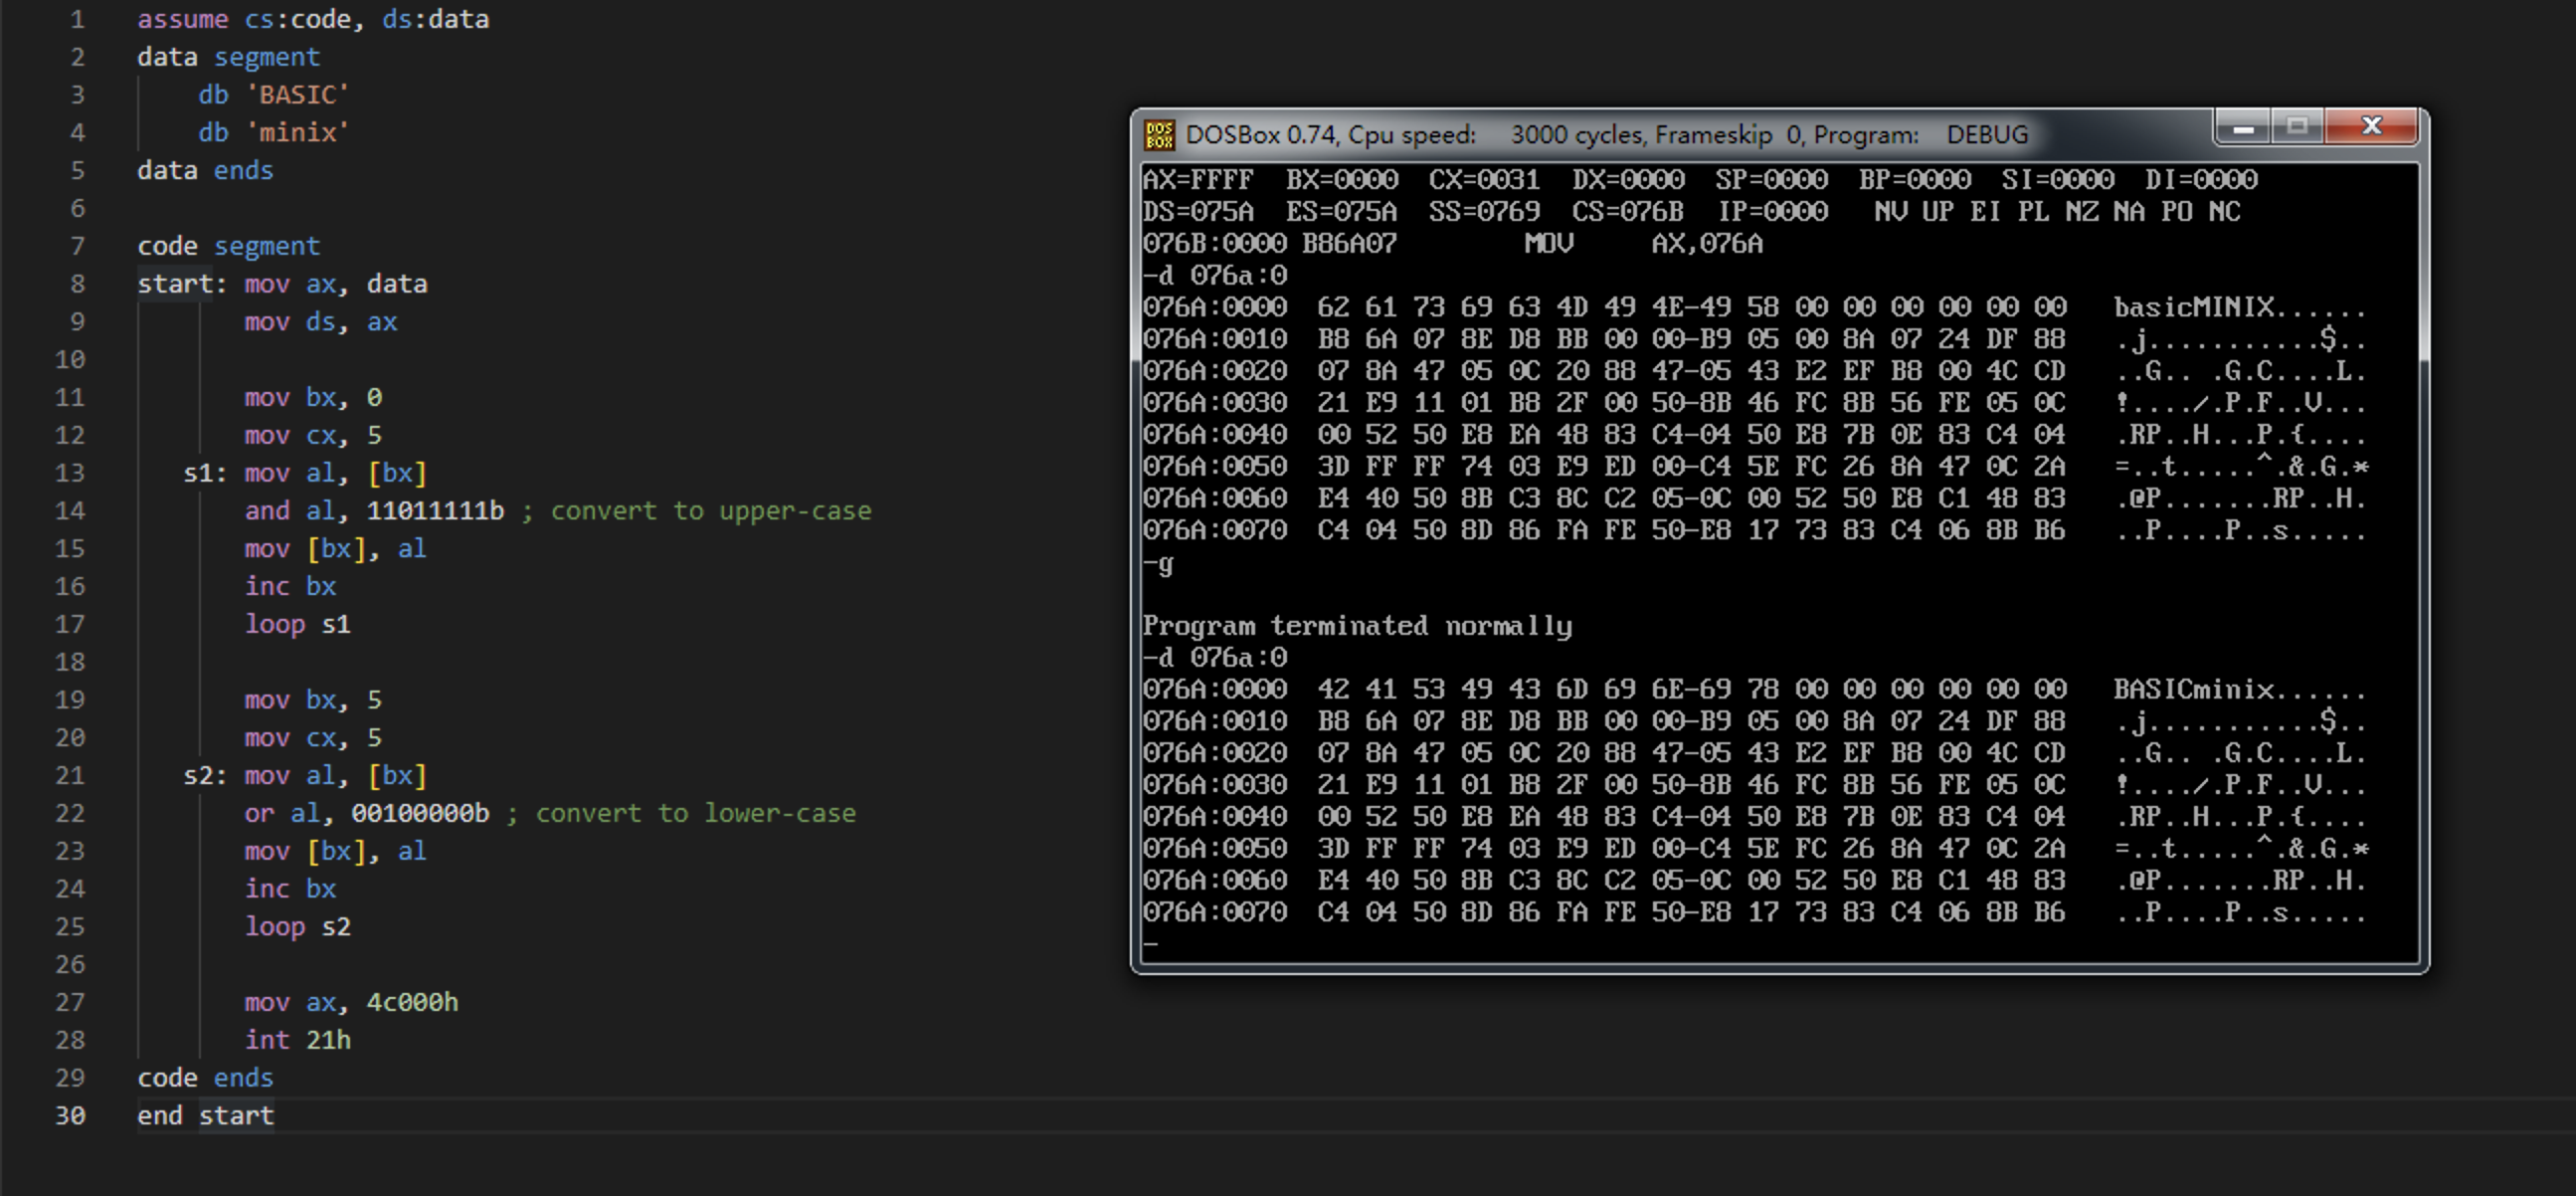 1 assume cs:code, ds:data
2 data segment
3 db 'BASIC'
4 db 'minix'
5 data ends
6
7 code segment
8 start: mov ax, data
9 mov ds, ax
10
11 mov bx, 0
12 mov cx, 5
13 s1: mov al, [bx]
14 and al, 11011111b ; convert to upper-case
15 mov [bx], al
16 inc bx
17 loop s1
18
19 mov bx, 5
20 mov cx, 5
21 s2: mov al, [bx]
22 or al, 00100000b ; convert to lower-case
23 mov [bx], al
24 inc bx
25 loop s2
26
27 mov ax, 4c000h
28 int 21h
29 code ends
30 end start
DOS BOX DOSBox 0.74, Cpu speed: 3000 cycles, Frameskip 0, Program: DEBUG
AX=FFFF BX=0000 CX=0031 DX=0000 SP=0000 BP=0000 SI=0000 DI=0000
DS=075A ES=075A SS=0769 CS=076B IP=0000 NV UP EI PL NZ NA PO NC
076B:0000 B86A07 MOV AX,076A
-d 076a:0
076A:0000 62 61 73 69 63 4D 49 4E-49 58 00 00 00 00 00 00 basicMINIX......
076A:0010 B8 6A 07 8E D8 BB 00 00-B9 05 00 8A 07 24 DF 88 .j...........$..
076A:0020 07 8A 47 05 0C 20 88 47-05 43 E2 EF B8 00 4C CD ..G.. .G.C....L.
076A:0030 21 E9 11 01 B8 2F 00 50-8B 46 FC 8B 56 FE 05 0C !..../.P.F..V...
076A:0040 00 52 50 E8 EA 48 83 C4-04 50 E8 7B 0E 83 C4 04 .RP..H...P.{....
076A:0050 3D FF FF 74 03 E9 ED 00-C4 5E FC 26 8A 47 0C 2A =..t.....^.&.G.*
076A:0060 E4 40 50 8B C3 8C C2 05-0C 00 52 50 E8 C1 48 83 .@P.......RP..H.
076A:0070 C4 04 50 8D 86 FA FE 50-E8 17 73 83 C4 06 8B B6 ..P....P..s.....
-g
Program terminated normally
-d 076a:0
076A:0000 42 41 53 49 43 6D 69 6E-69 78 00 00 00 00 00 00 BASICminix......
076A:0010 B8 6A 07 8E D8 BB 00 00-B9 05 00 8A 07 24 DF 88 .j...........$..
076A:0020 07 8A 47 05 0C 20 88 47-05 43 E2 EF B8 00 4C CD ..G.. .G.C....L.
076A:0030 21 E9 11 01 B8 2F 00 50-8B 46 FC 8B 56 FE 05 0C !..../.P.F..V...
076A:0040 00 52 50 E8 EA 48 83 C4-04 50 E8 7B 0E 83 C4 04 .RP..H...P.{....
076A:0050 3D FF FF 74 03 E9 ED 00-C4 5E FC 26 8A 47 0C 2A =..t.....^.&.G.*
076A:0060 E4 40 50 8B C3 8C C2 05-0C 00 52 50 E8 C1 48 83 .@P.......RP..H.
076A:0070 C4 04 50 8D 86 FA FE 50-E8 17 73 83 C4 06 8B B6 ..P....P..s.....
-